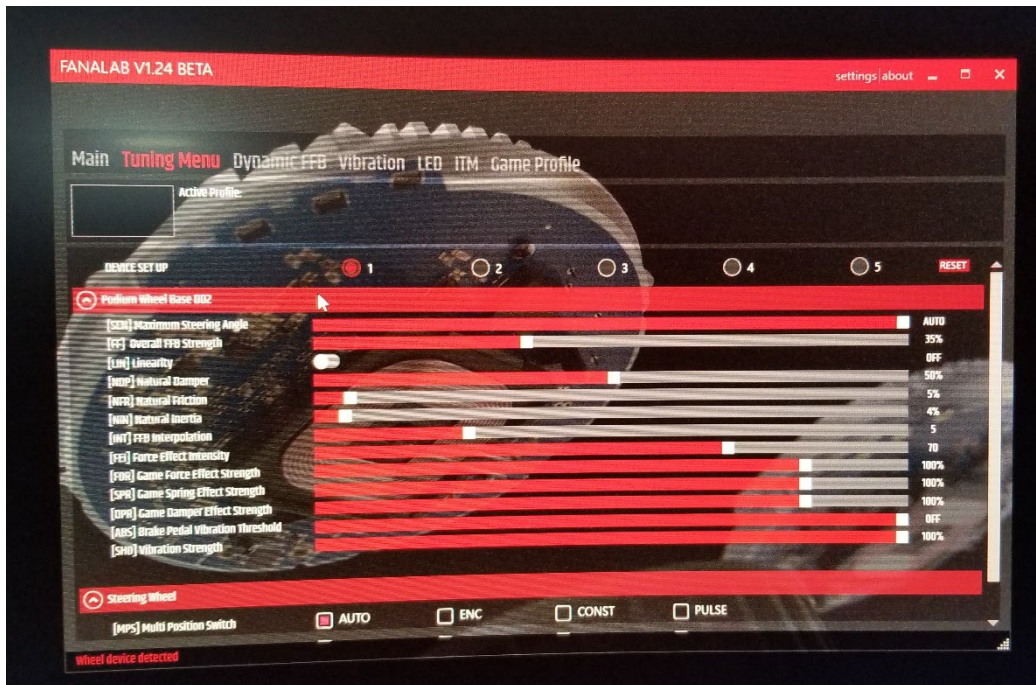 FANALAB V1.24 BETA
settings|about
Main Tuning Menu Dynamic FFB Vibration LED ITM Game Profile
Active Profile:
DEVICE SET UP 1 2 3 4 5 RESET
Podium Wheel Base DD2
[SEN] Maximum Steering Angle AUTO
[FF] Overall FFB Strength 35%
[LIN] Linearity OFF
[NDP] Natural Damper 50%
[NFR] Natural Friction 5%
[NIN] Natural Inertia 4%
[INT] FFB Interpolation 5
[FEI] Force Effect Intensity 70
[FOR] Game Force Effect Strength 100%
[SPR] Game Spring Effect Strength 100%
[DPR] Game Damper Effect Strength 100%
[ABS] Brake Pedal Vibration Threshold OFF
[SHO] Vibration Strength 100%
Steering Wheel
[MPS] Multi Position Switch AUTO ENC CONST PULSE
Wheel device detected